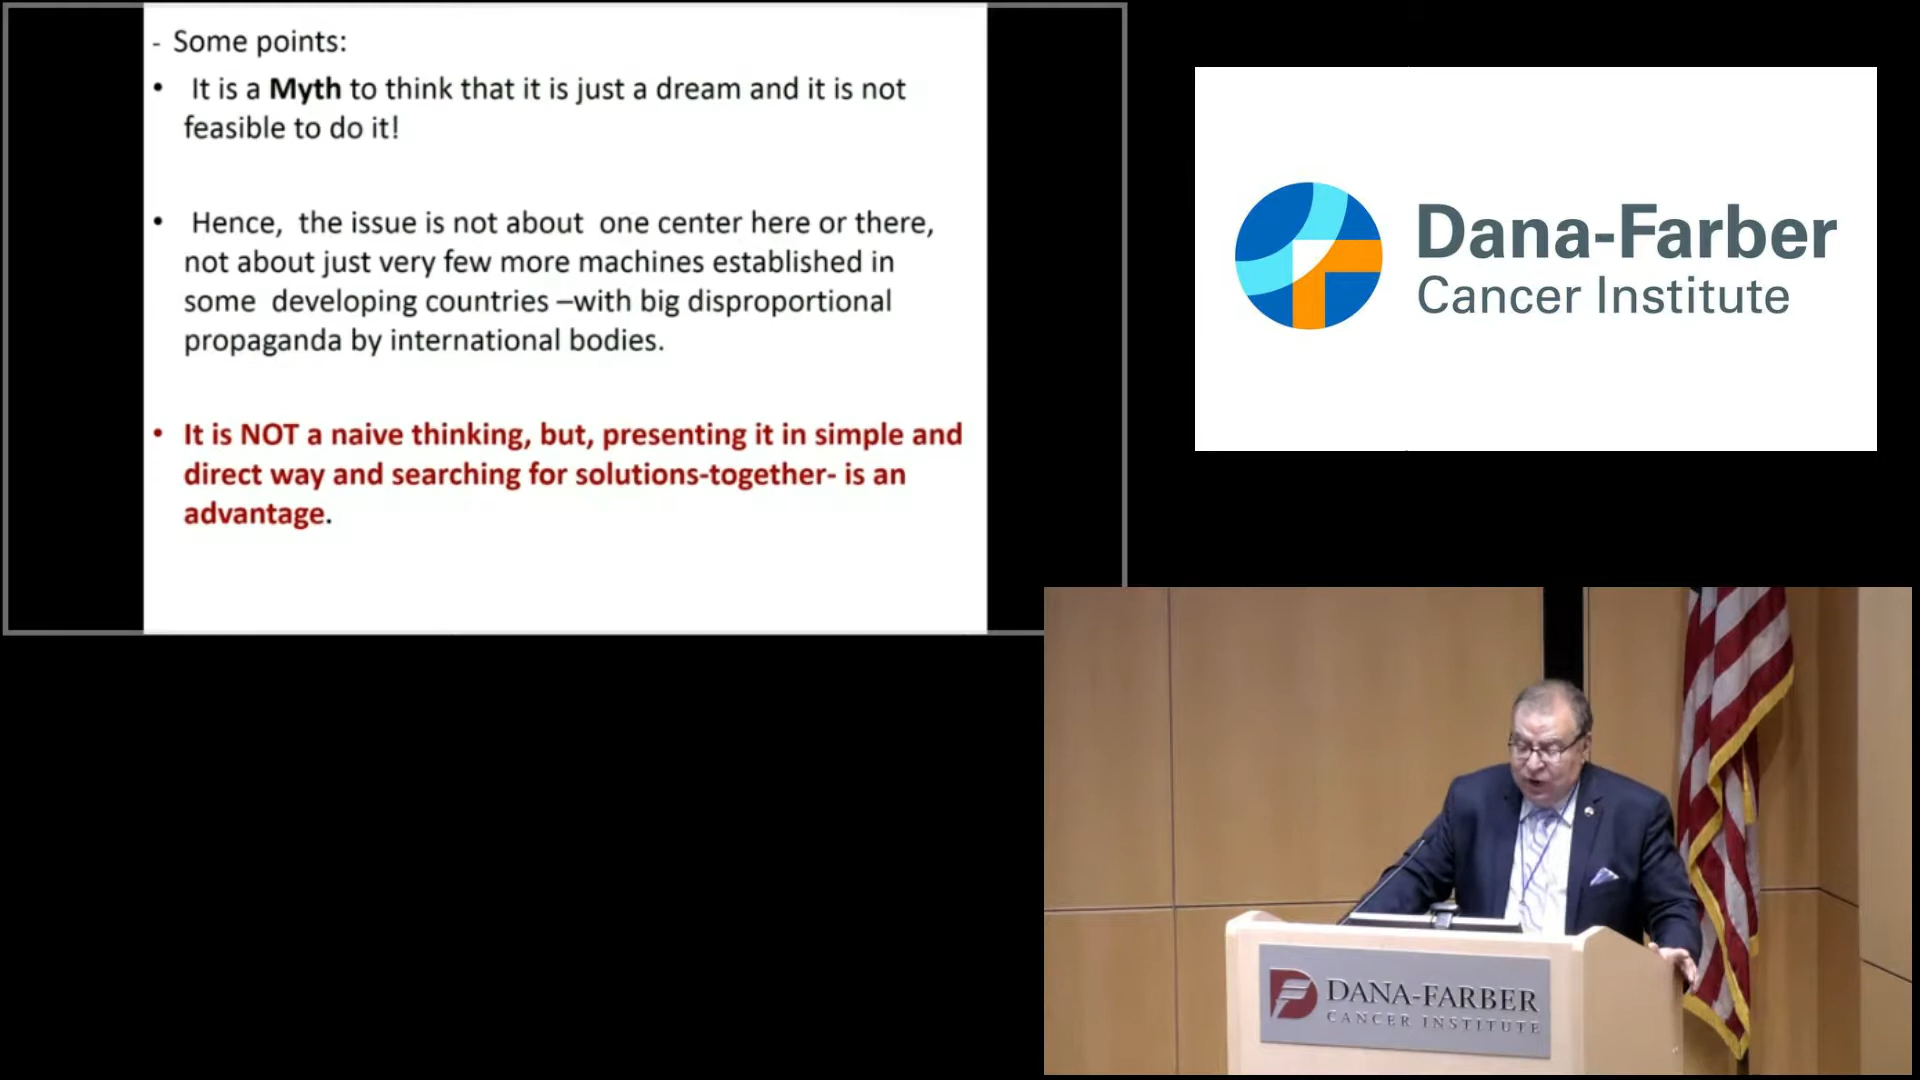 - Some points:
• It is a Myth to think that it is just a dream and it is not
feasible to do it!
• Hence, the issue is not about one center here or there,
not about just very few more machines established in
some developing countries –with big disproportional
propaganda by international bodies.
• It is NOT a naive thinking, but, presenting it in simple and
direct way and searching for solutions-together- is an
advantage.
Dana-Farber
Cancer Institute
DANA-FARBER
CANCER INSTITUTE